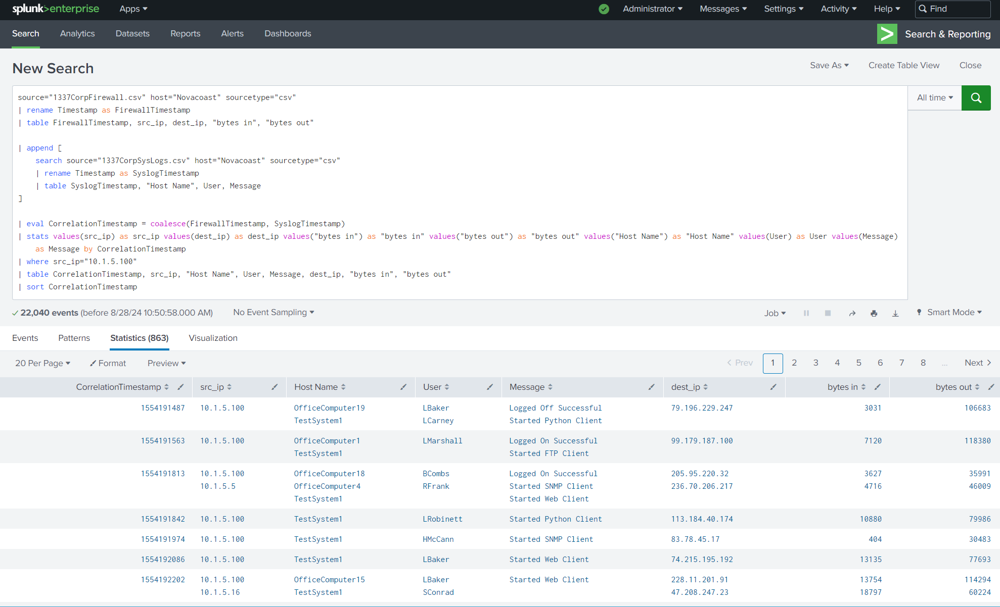 splunk>enterprise Apps Administrator Messages Settings Activity Help Find
Search Analytics Datasets Reports Alerts Dashboards Search & Reporting
New Search Save As Create Table View Close
source="1337CorpFirewall.csv" host="Novacoast" sourcetype="csv" All time
| rename Timestamp as FirewallTimestamp
| table FirewallTimestamp, src_ip, dest_ip, "bytes in", "bytes out"
| append [
search source="1337CorpSysLogs.csv" host="Novacoast" sourcetype="csv"
| rename Timestamp as SyslogTimestamp
| table SyslogTimestamp, "Host Name", User, Message
]
| eval CorrelationTimestamp = coalesce(FirewallTimestamp, SyslogTimestamp)
| stats values(src_ip) as src_ip values(dest_ip) as dest_ip values("bytes in") as "bytes in" values("bytes out") as "bytes out" values("Host Name") as "Host Name" values(User) as User values(Message)
as Message by CorrelationTimestamp
| where src_ip="10.1.5.100"
| table CorrelationTimestamp, src_ip, "Host Name", User, Message, dest_ip, "bytes in", "bytes out"
| sort CorrelationTimestamp
22,040 events (before 8/28/24 10:50:58.000 AM) No Event Sampling Job Smart Mode
Events Patterns Statistics (863) Visualization
20 Per Page Format Preview < Prev 1 2 3 4 5 6 7 8 ... Next >
CorrelationTimestamp src_ip Host Name User Message dest_ip bytes in bytes out
1554191487 10.1.5.100 OfficeComputer19 LBaker Logged Off Successful 79.196.229.247 3031 106683
TestSystem1 LCarney Started Python Client
1554191563 10.1.5.100 OfficeComputer1 LMarshall Logged On Successful 99.179.187.100 7120 118380
TestSystem1 Started FTP Client
1554191813 10.1.5.100 OfficeComputer18 BCombs Logged On Successful 205.95.220.32 3627 35991
10.1.5.5 OfficeComputer4 RFrank Started SNMP Client 236.70.206.217 4716 46009
TestSystem1 Started Web Client
1554191842 10.1.5.100 TestSystem1 LRobinett Started Python Client 113.184.40.174 10880 79986
1554191974 10.1.5.100 TestSystem1 HMcCann Started SNMP Client 83.78.45.17 404 30483
1554192086 10.1.5.100 TestSystem1 LBaker Started Web Client 74.215.195.192 13135 77693
1554192202 10.1.5.100 OfficeComputer15 LBaker Started Web Client 228.11.201.91 13754 114294
10.1.5.16 TestSystem1 SConrad 47.208.247.23 18797 60224